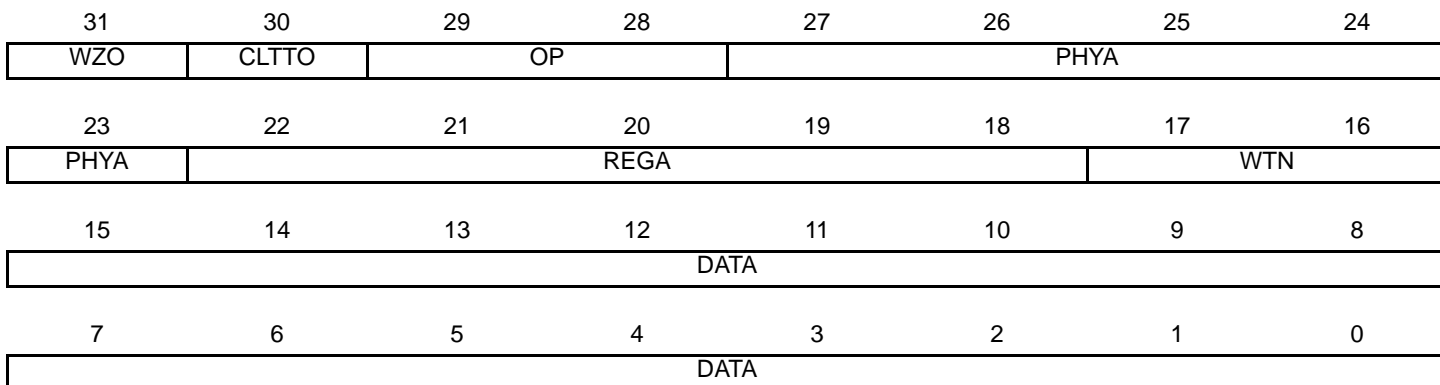 31 30 29 28 27 26 25 24
WZO CLTTO OP PHYA
23 22 21 20 19 18 17 16
PHYA REGA WTN
15 14 13 12 11 10 9 8
DATA
7 6 5 4 3 2 1 0
DATA